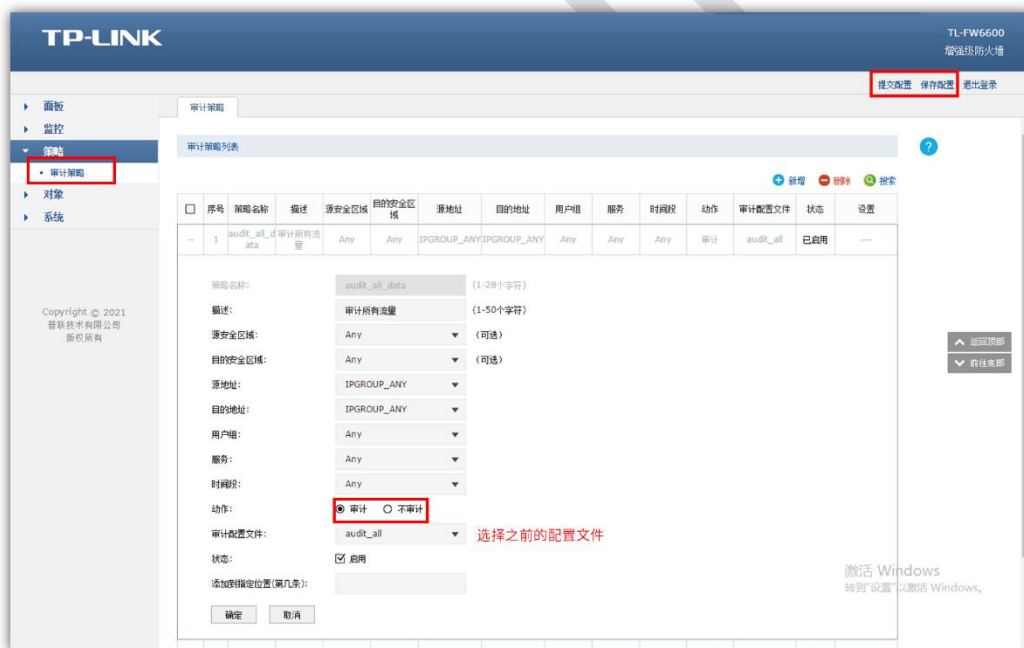 TP-LINK
TL-FW6600
增强级防火墙
提交配置 保存配置 退出登录
面板
监控
策略
审计策略
对象
系统
Copyright © 2021
普联技术有限公司
版权所有
审计策略
审计策略列表
?
新增 删除 搜索
序号 策略名称 描述 源安全区域 目的安全区域 源地址 目的地址 用户组 服务 时间段 动作 审计配置文件 状态 设置
-- 1 audit_all_data 审计所有流量 Any Any IPGROUP_ANY IPGROUP_ANY Any Any Any 审计 audit_all 已启用 ---
策略名称: audit_all_data (1-28个字符)
描述: 审计所有流量 (1-50个字符)
源安全区域: Any (可选)
目的安全区域: Any (可选)
源地址: IPGROUP_ANY
目的地址: IPGROUP_ANY
用户组: Any
服务: Any
时间段: Any
动作: 审计 不审计
审计配置文件: audit_all 选择之前的配置文件
状态: 启用
添加到指定位置(第几条):
确定 取消
返回顶部
前往底部
激活 Windows
转到"设置"以激活 Windows。